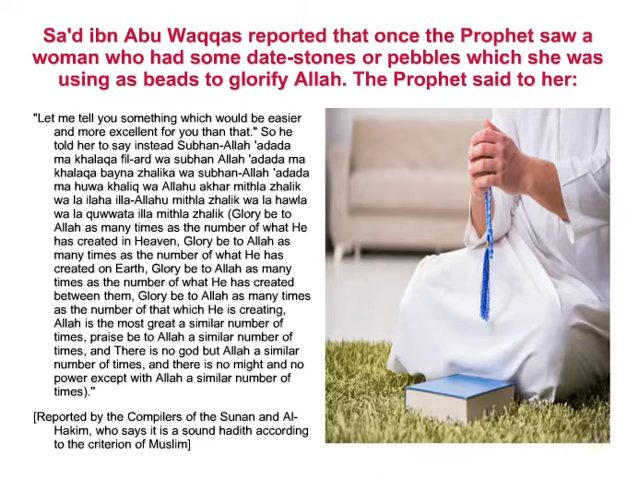 Sa'd ibn Abu Waqqas reported that once the Prophet saw a
woman who had some date-stones or pebbles which she was
using as beads to glorify Allah. The Prophet said to her:
"Let me tell you something which would be easier
and more excellent for you than that." So he
told her to say instead Subhan-Allah 'adada
ma khalaqa fil-ard wa subhan Allah 'adada ma
khalaqa bayna zhalika wa subhan-Allah 'adada
ma huwa khaliq wa Allahu akhar mithla zhalik
wa la ilaha illa-Allahu mithla zhalik wa la hawla
wa la quwwata illa mithla zhalik (Glory be to
Allah as many times as the number of what He
has created in Heaven, Glory be to Allah as
many times as the number of what He has
created on Earth, Glory be to Allah as many
times as the number of what He has created
between them, Glory be to Allah as many times
as the number of that which He is creating,
Allah is the most great a similar number of
times, praise be to Allah a similar number of
times, and There is no god but Allah a similar
number of times, and there is no might and no
power except with Allah a similar number of
times)."
[Reported by the Compilers of the Sunan and Al-
Hakim, who says it is a sound hadith according
to the criterion of Muslim]